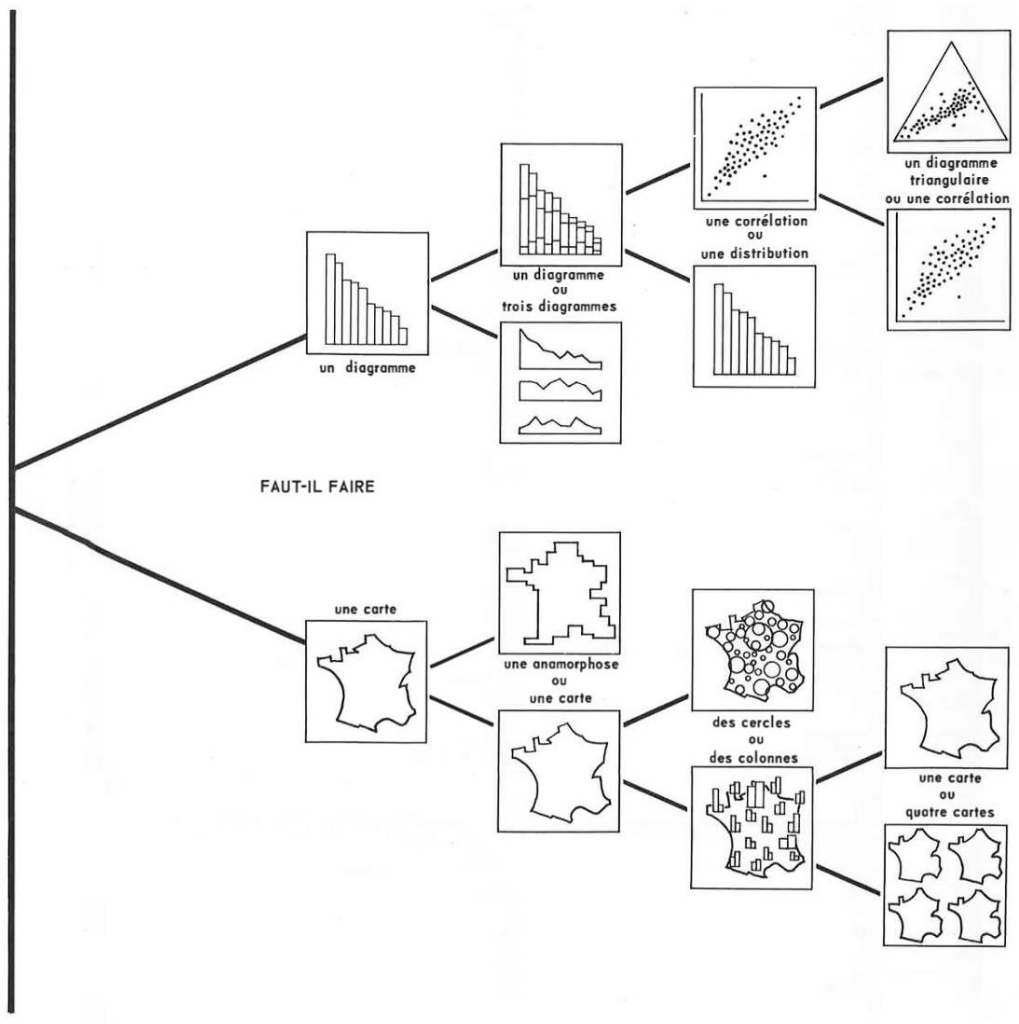 un diagramme
triangulaire
ou une corrélation
une corrélation
ou
une distribution
un diagramme
ou
trois diagrammes
un diagramme
FAUT-IL FAIRE
une carte
une anamorphose
ou
une carte
des cercles
ou
des colonnes
une carte
ou
quatre cartes